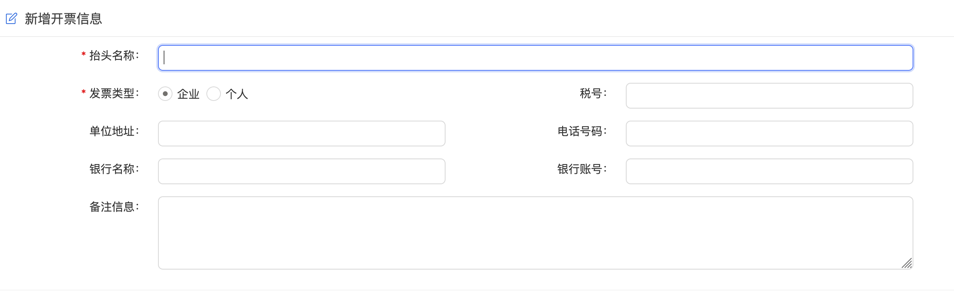 新增开票信息
* 抬头名称:
* 发票类型: 企业 个人 税号:
单位地址: 电话号码:
银行名称: 银行账号:
备注信息: